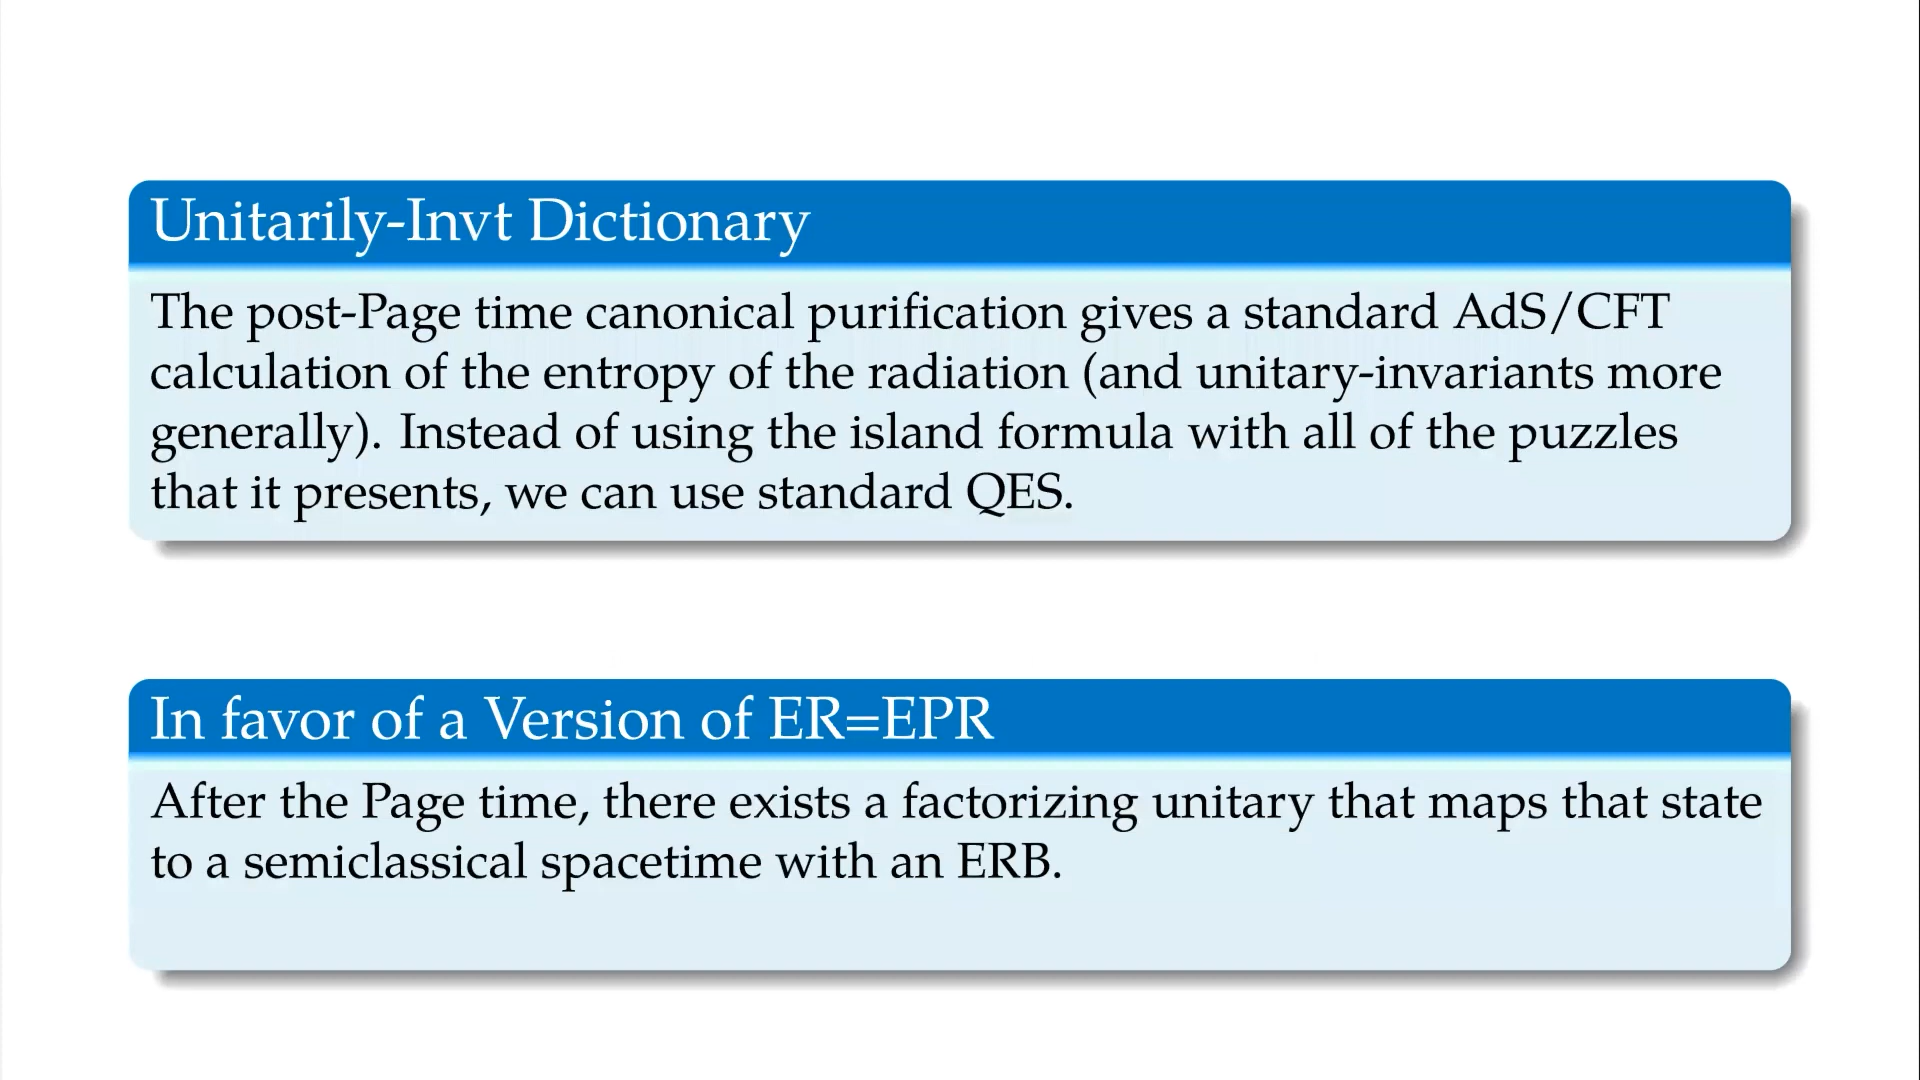 Unitarily-Invt Dictionary
The post-Page time canonical purification gives a standard AdS/CFT
calculation of the entropy of the radiation (and unitary-invariants more
generally). Instead of using the island formula with all of the puzzles
that it presents, we can use standard QES.
In favor of a Version of ER=EPR
After the Page time, there exists a factorizing unitary that maps that state
to a semiclassical spacetime with an ERB.